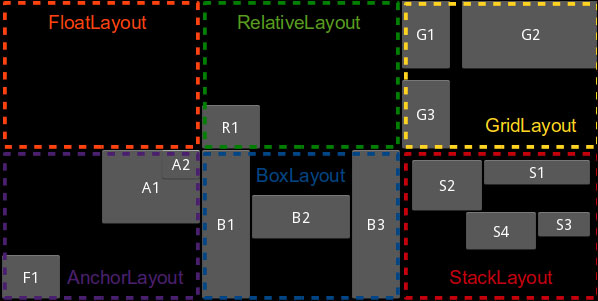 FloatLayout
RelativeLayout
G1
G2
R1
G3
GridLayout
A2
A1
BoxLayout
S1
S2
B1
B2
B3
S4
S3
F1
AnchorLayout
StackLayout